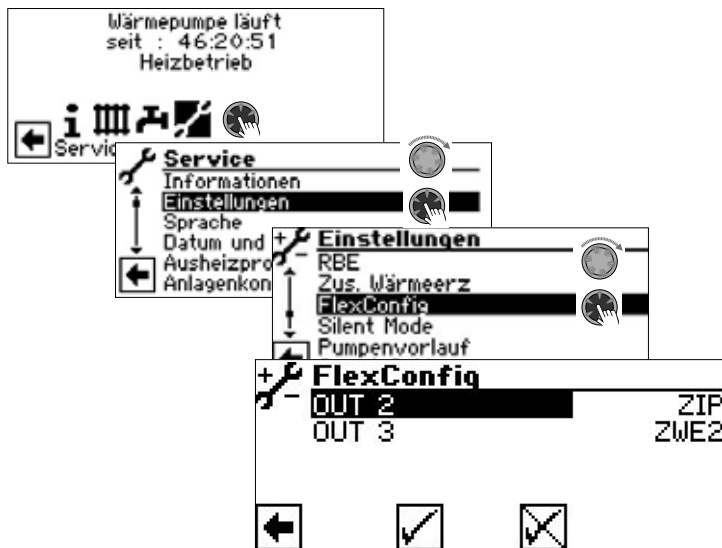 Wärmepumpe läuft
seit : 46:20:51
Heizbetrieb
Servic
Service
Informationen
Einstellungen
Sprache
Datum und
Ausheizpro
Anlagenkon
Einstellungen
RBE
Zus. Wärmeerz
FlexConfig
Silent Mode
Pumpenvorlauf
FlexConfig
OUT 2 ZIP
OUT 3 ZWE2